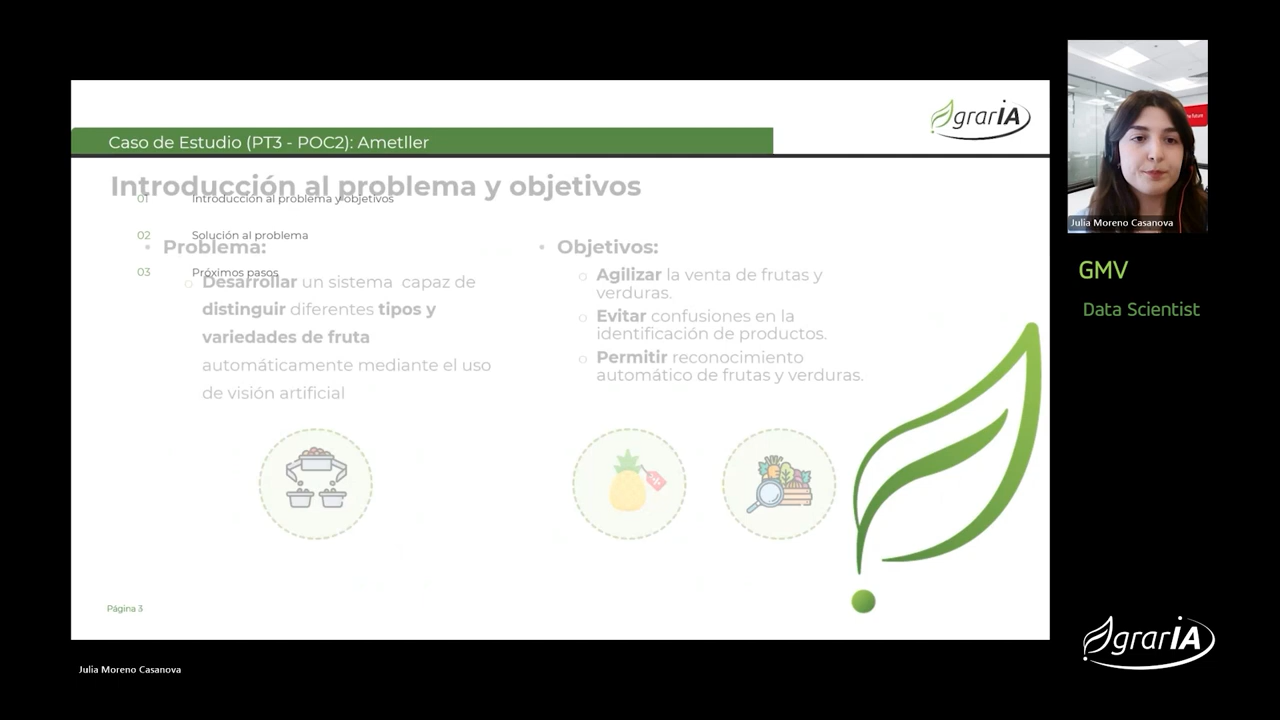 Caso de Estudio (PT3 - POC2): Ametller
grarIA
Introducción al problema y objetivos
01 Introducción al problema y objetivos
02 Solución al problema
03 Próximos pasos
• Problema:
○ Desarrollar un sistema capaz de
distinguir diferentes tipos y
variedades de fruta
automáticamente mediante el uso
de visión artificial
• Objetivos:
○ Agilizar la venta de frutas y
verduras.
○ Evitar confusiones en la
identificación de productos.
○ Permitir reconocimiento
automático de frutas y verduras.
Página 3
Julia Moreno Casanova
Julia Moreno Casanova
GMV
Data Scientist
grarIA